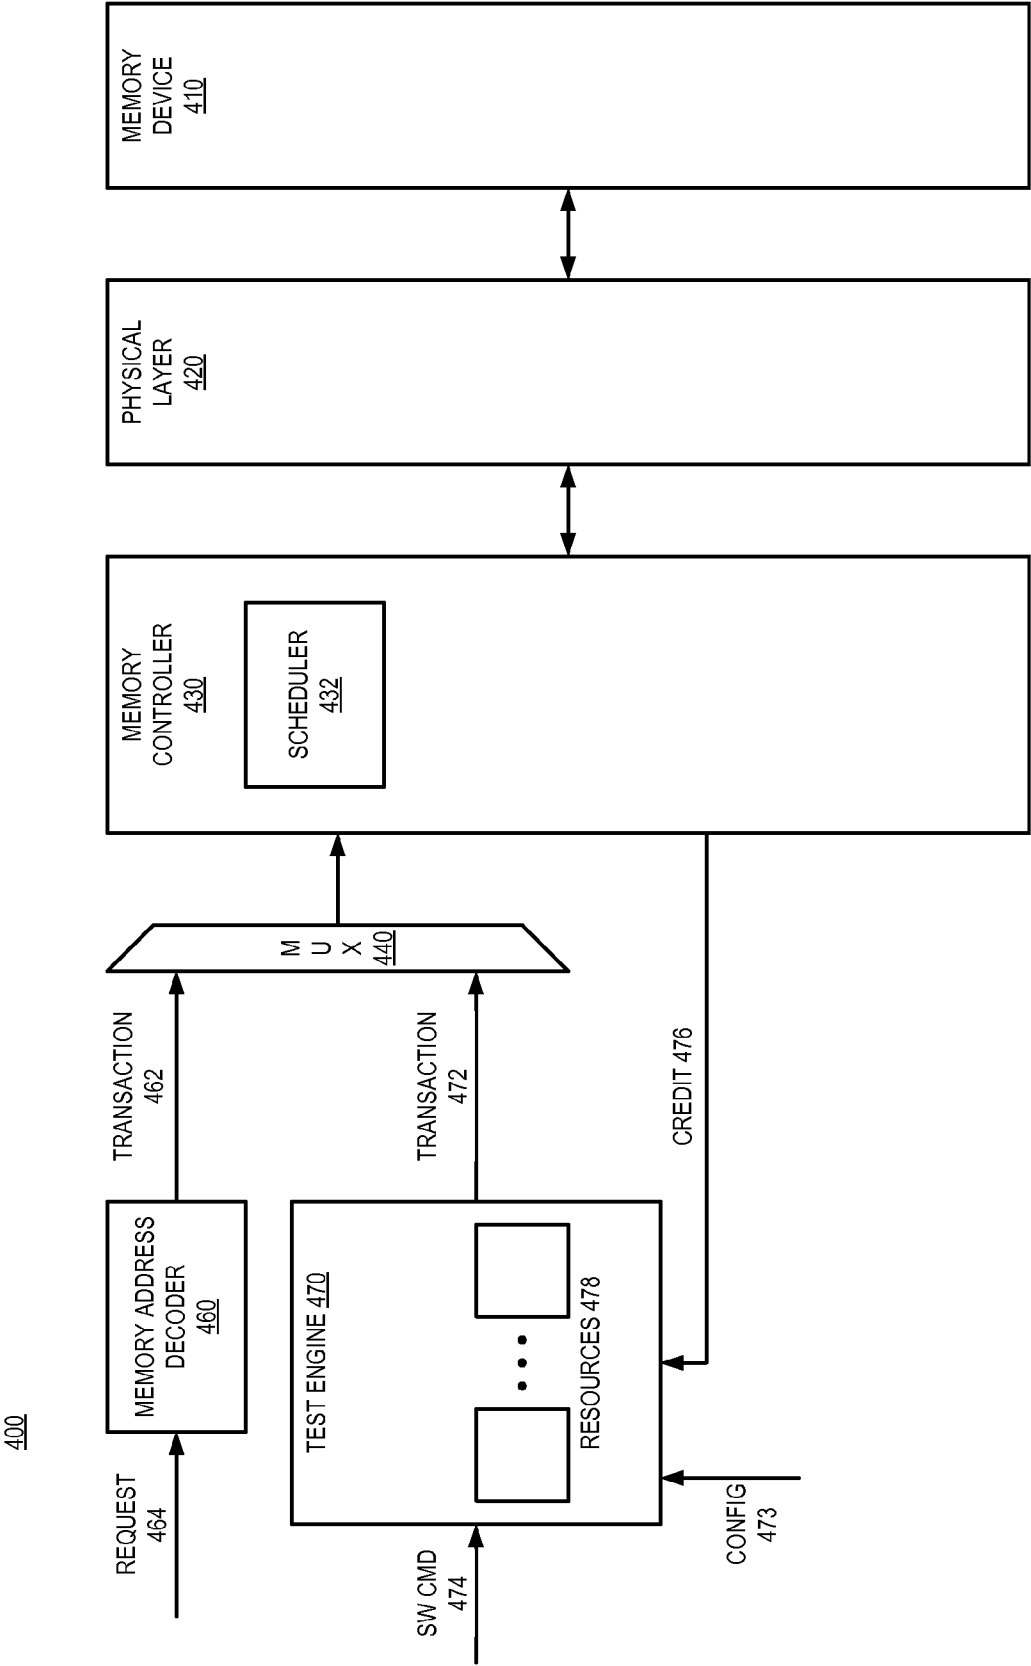 400
REQUEST
464
MEMORY ADDRESS
DECODER
460
TRANSACTION
462
SW CMD
474
CONFIG
473
TEST ENGINE 470
RESOURCES 478
TRANSACTION
472
CREDIT 476
M
U
X
440
MEMORY
CONTROLLER
430
SCHEDULER
432
PHYSICAL
LAYER
420
MEMORY
DEVICE
410